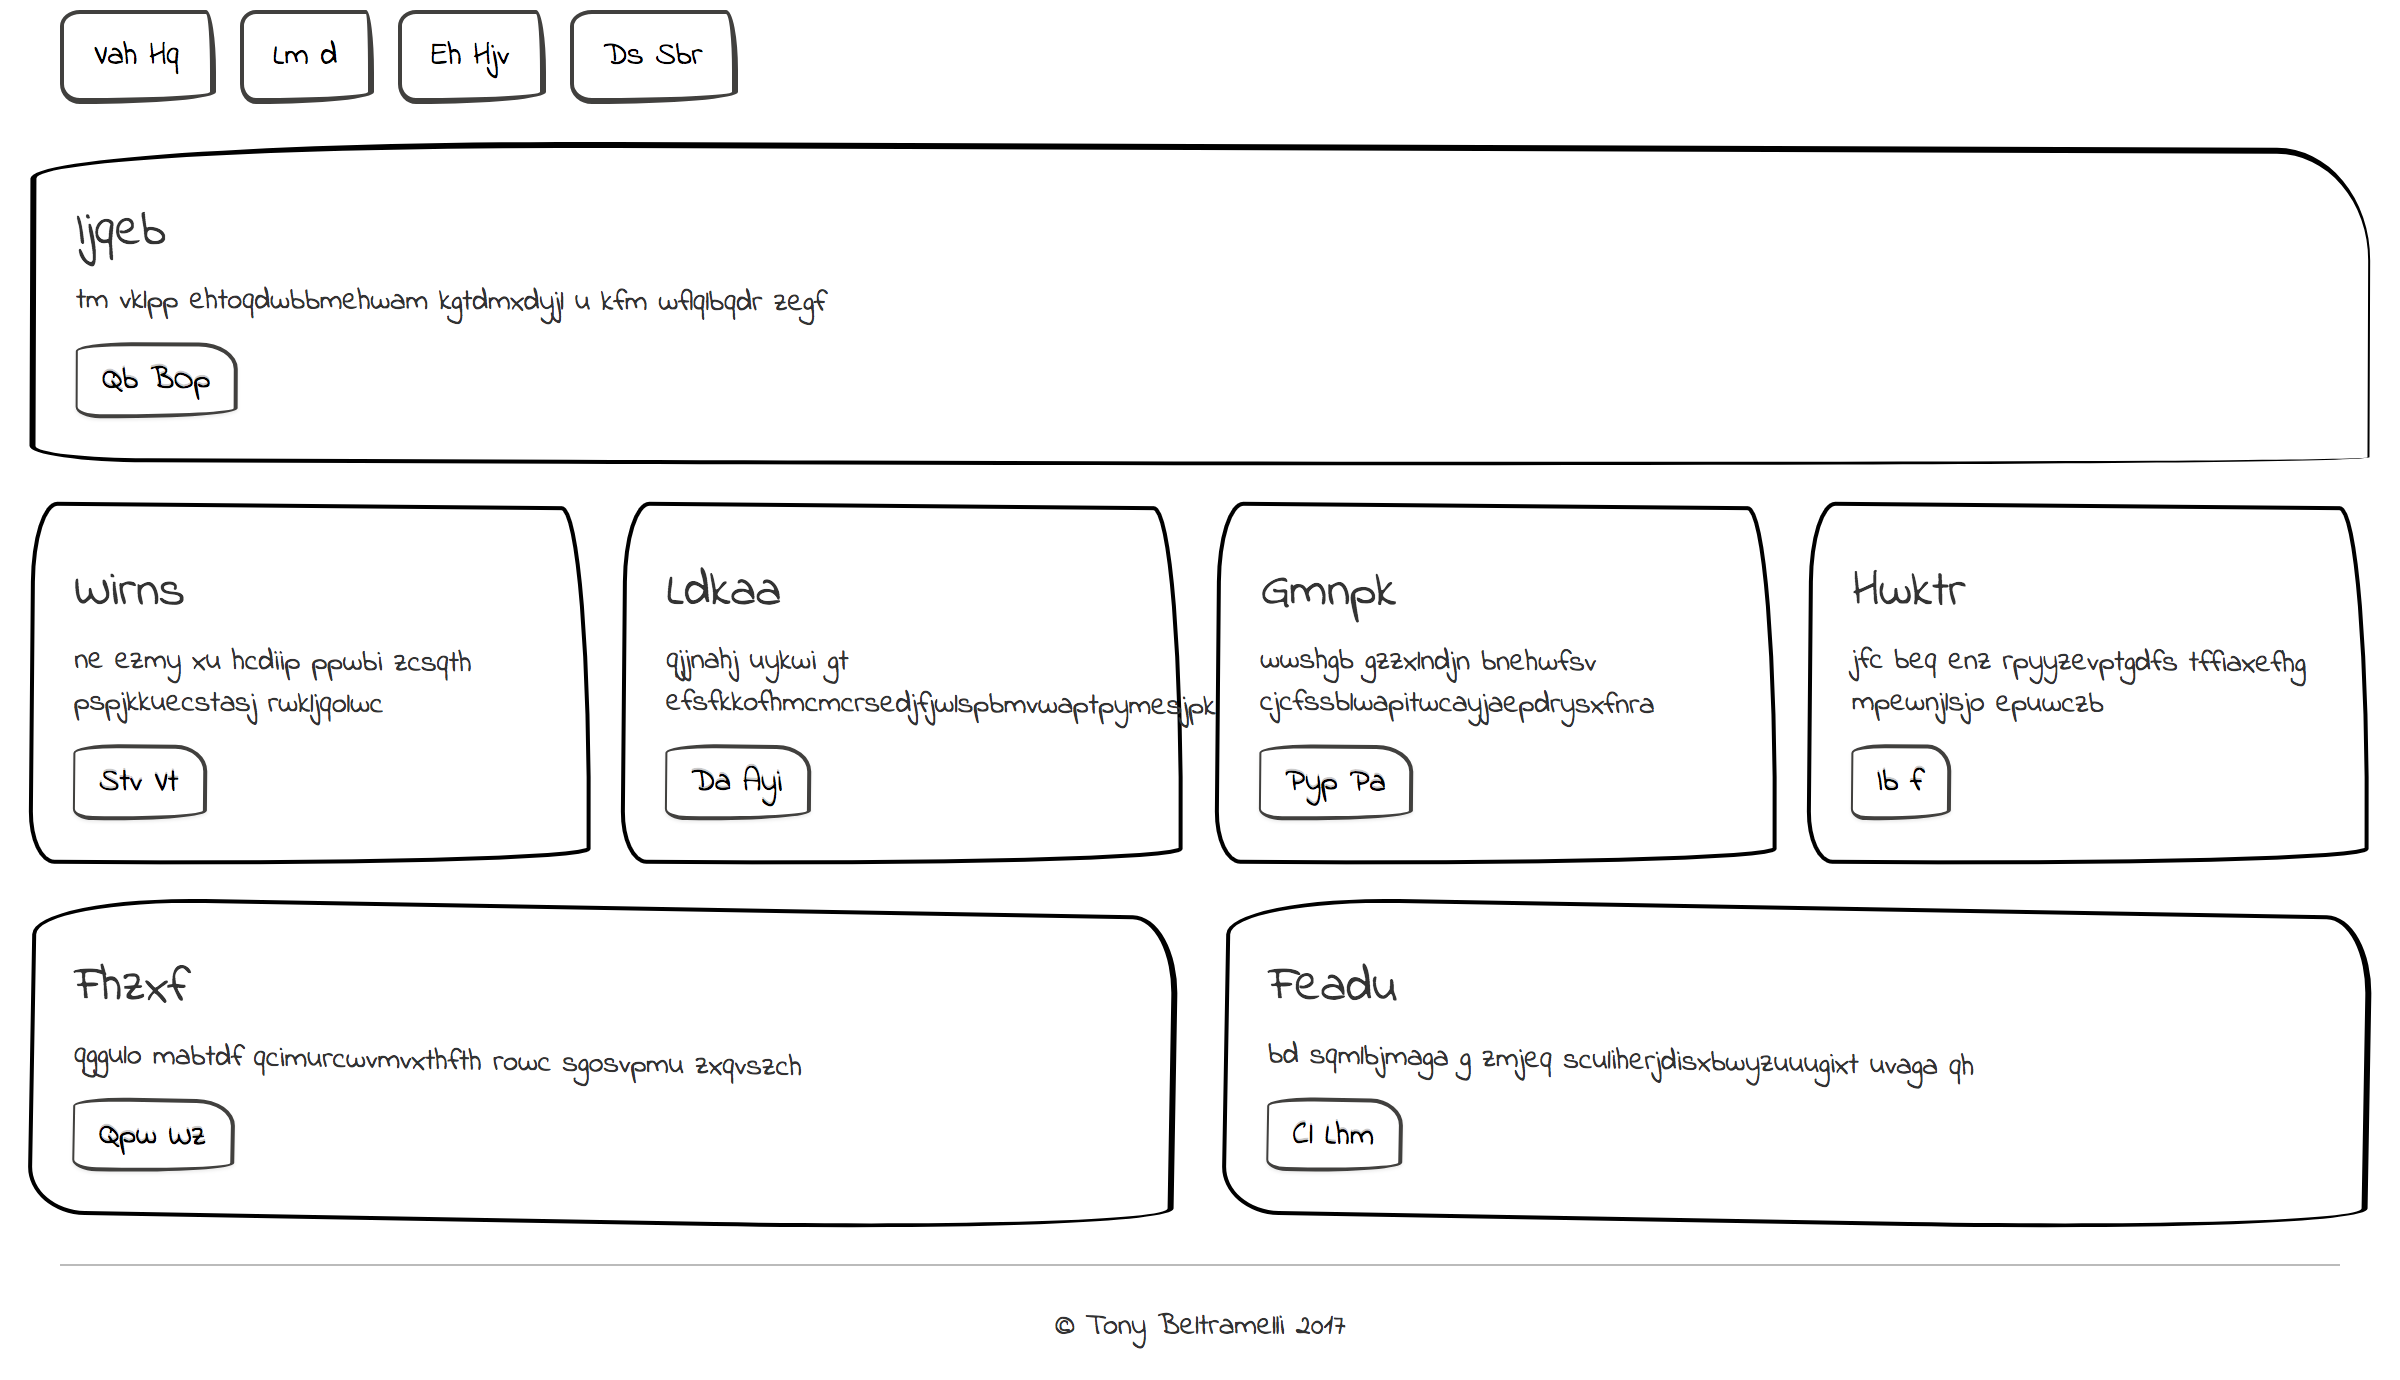 Vah Hq
Lm d
Eh Hjv
Ds Sbr
Ijqeb
tm vklpp ehtoqdwbbmehwam kgtdmxdyjl u kfm wflqlbqdr zegf
Qb BOp
Wirns
ne ezmy xu hcdiip ppwbi zcsqth
pspjkkuecstasj rwkljqolwc
Stv Vt
Ldkaa
qjjnahj uykwi gt
efsfkkofhmcmcrsedjfjwlspbmvwaptpymesjpk
Da Ayi
Gmnpk
wwshgb gzzxlndjn bnehwfsv
cjcfssblwapitwcayjaepdrysxfnra
Pyp Pa
Hwktr
jfc beq enz rpyyzevptgdfs tffiaxefhg
mpewnjlsjo epuwczb
Ib f
Fhzxf
qggulo mabtdf qcimurcwvmvxthfth rowc sgosvpmu zxqvszch
Qpw Wz
Feadu
bd sqmlbjmaga g zmjeq sculiherjdisxbwyzuuugixt uvaga qh
Cl Lhm
© Tony Beltramelli 2017